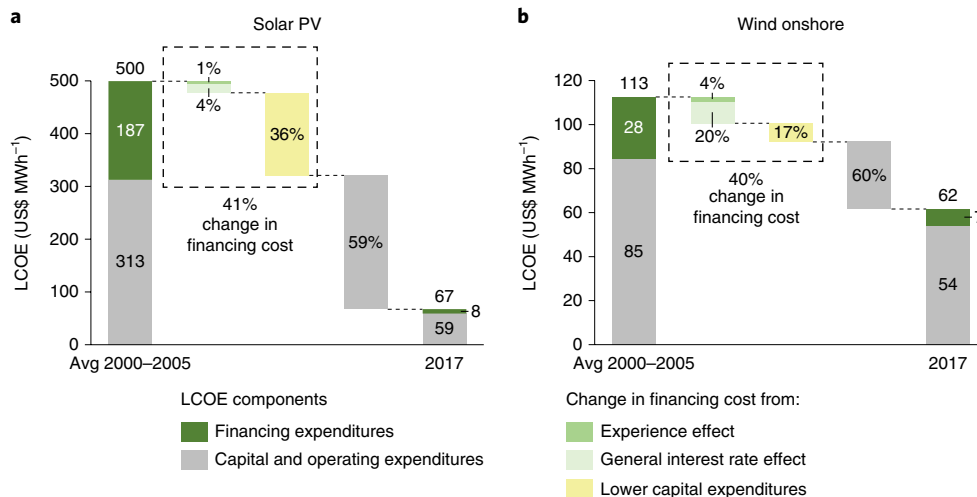 a
Solar PV
LCOE (US$ MWh⁻¹)
500
400
300
200
100
0
500
187
313
1%
4%
36%
41%
change in
financing cost
59%
67
8
59
Avg 2000–2005
2017
b
Wind onshore
LCOE (US$ MWh⁻¹)
120
100
80
60
40
20
0
113
28
85
4%
20%
17%
40%
change in
financing cost
60%
62
54
Avg 2000–2005
2017
LCOE components
Financing expenditures
Capital and operating expenditures
Change in financing cost from:
Experience effect
General interest rate effect
Lower capital expenditures